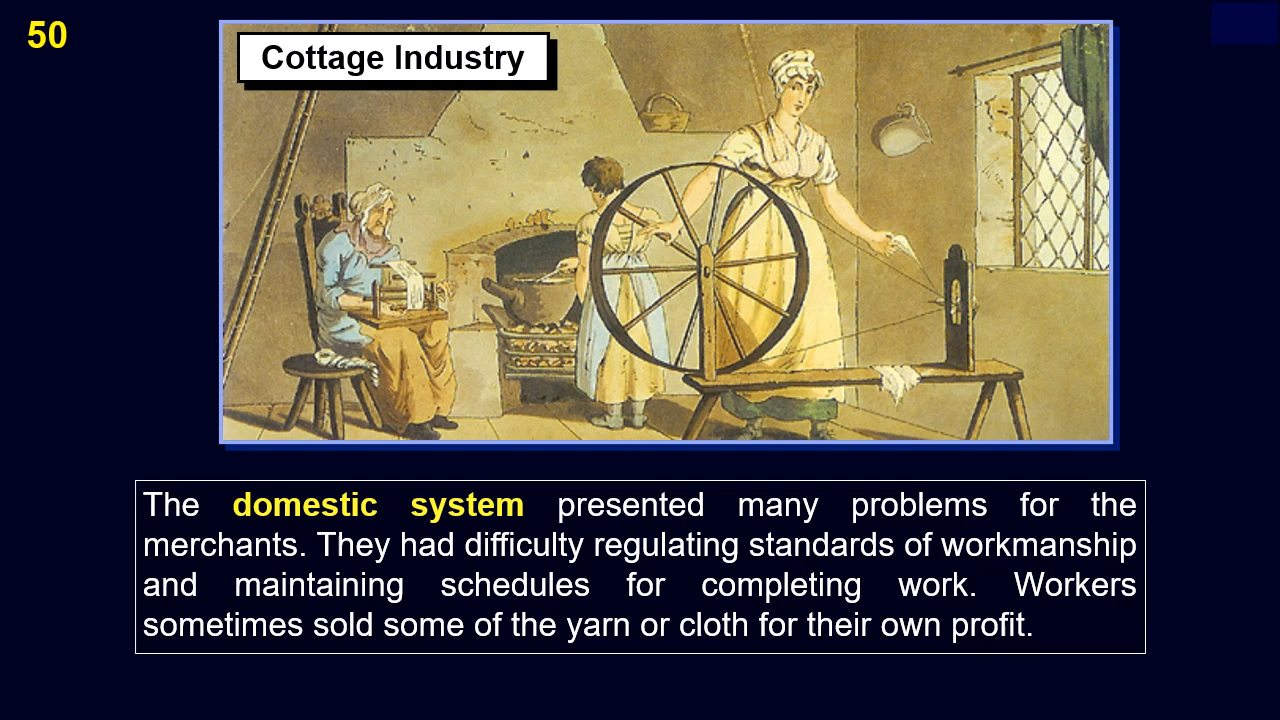 50
Cottage Industry
The domestic system presented many problems for the
merchants. They had difficulty regulating standards of workmanship
and maintaining schedules for completing work. Workers
sometimes sold some of the yarn or cloth for their own profit.